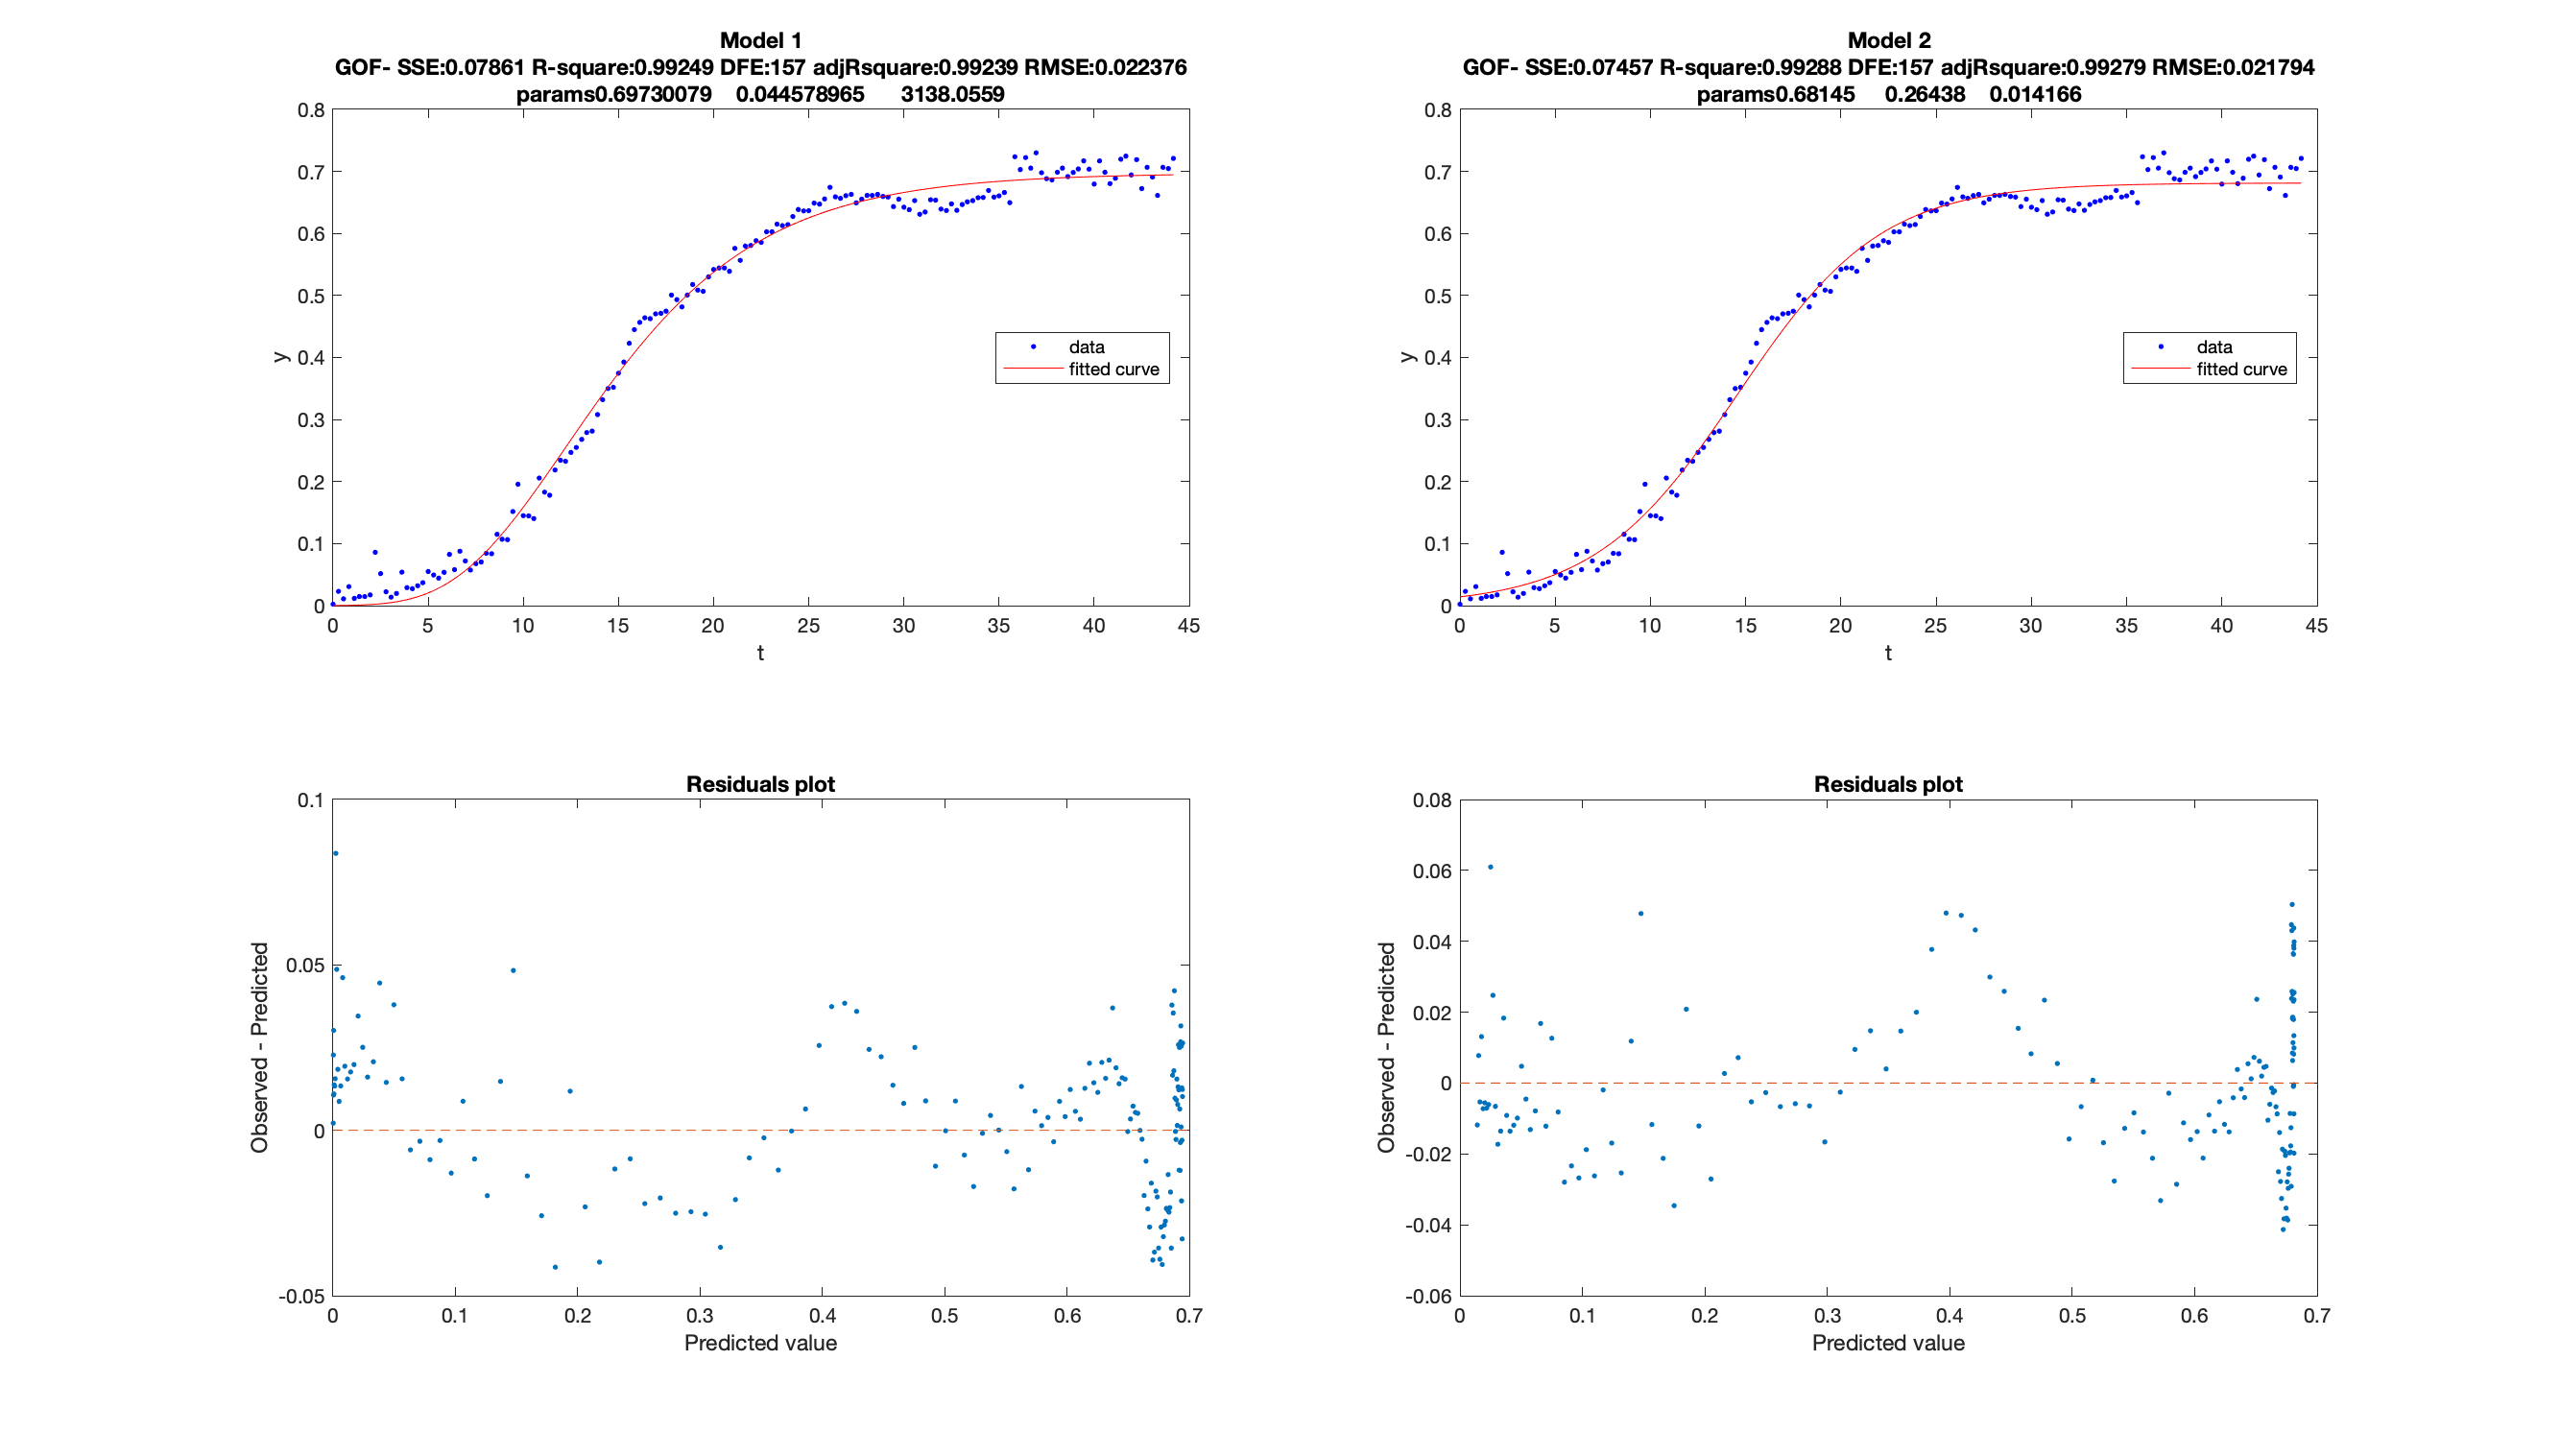 Model 1
GOF- SSE:0.07861 R-square:0.99249 DFE:157 adjRsquare:0.99239 RMSE:0.022376
params0.69730079 0.044578965 3138.0559
0.8
0.7
0.6
0.5
0.4
0.3
0.2
0.1
0
y
data
fitted curve
0 5 10 15 20 25 30 35 40 45
t
Model 2
GOF- SSE:0.07457 R-square:0.99288 DFE:157 adjRsquare:0.99279 RMSE:0.021794
params0.68145 0.26438 0.014166
0.8
0.7
0.6
0.5
0.4
0.3
0.2
0.1
0
y
data
fitted curve
0 5 10 15 20 25 30 35 40 45
t
Residuals plot
0.1
0.05
0
-0.05
Observed - Predicted
0 0.1 0.2 0.3 0.4 0.5 0.6 0.7
Predicted value
Residuals plot
0.08
0.06
0.04
0.02
0
-0.02
-0.04
-0.06
Observed - Predicted
0 0.1 0.2 0.3 0.4 0.5 0.6 0.7
Predicted value